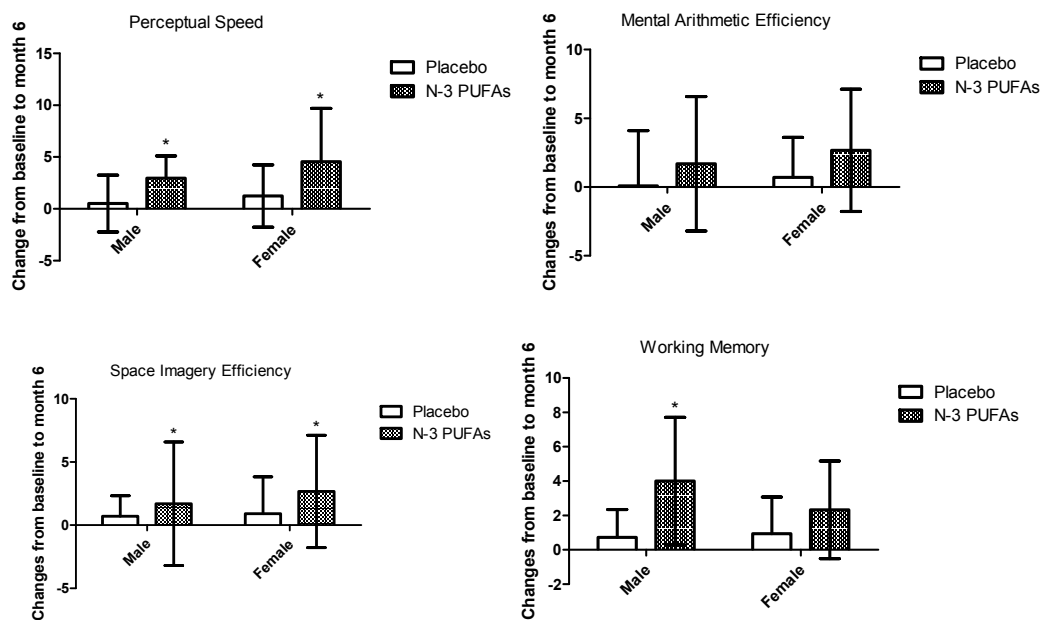 Perceptual Speed
Change from baseline to month 6
15
10
5
0
-5
*
*
Male
Female
Placebo
N-3 PUFAs
Mental Arithmetic Efficiency
Changes from baseline to month 6
10
5
0
-5
Male
Female
Placebo
N-3 PUFAs
Space Imagery Efficiency
Changes from baseline to month 6
10
5
0
-5
*
*
Male
Female
Placebo
N-3 PUFAs
Working Memory
Changes from baseline to month 6
10
8
6
4
2
0
-2
*
Male
Female
Placebo
N-3 PUFAs